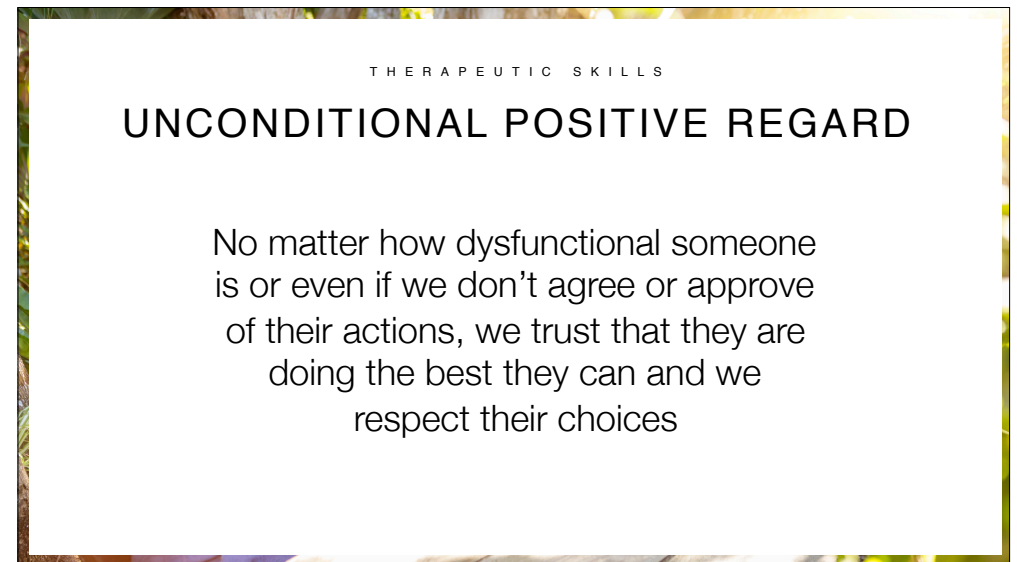 THERAPEUTIC SKILLS
UNCONDITIONAL POSITIVE REGARD
No matter how dysfunctional someone
is or even if we don’t agree or approve
of their actions, we trust that they are
doing the best they can and we
respect their choices